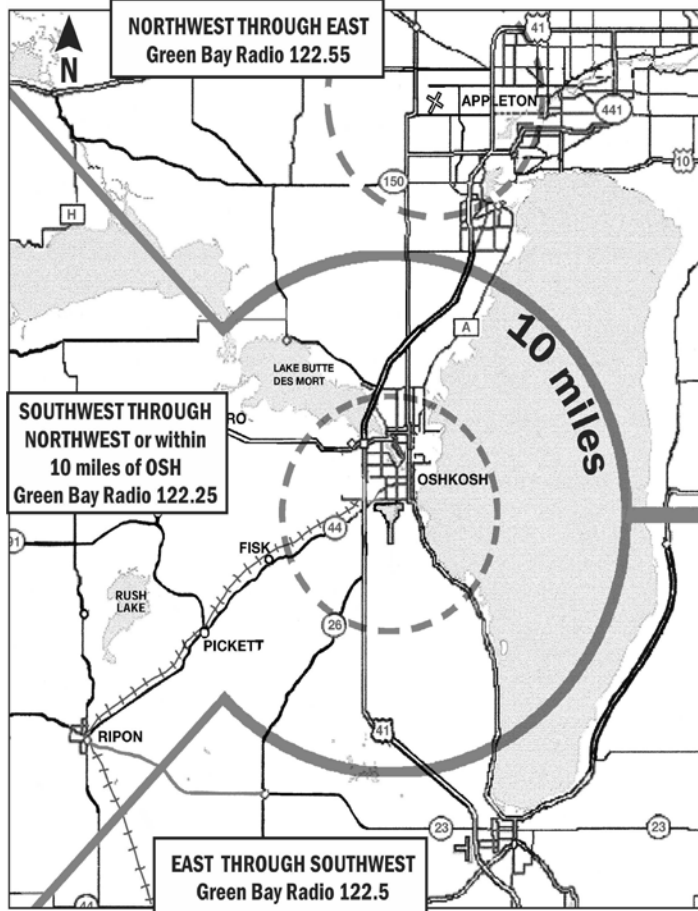 NORTHWEST THROUGH EAST
Green Bay Radio 122.55
N
41
APPLETON
441
10
150
H
A
10 miles
LAKE BUTTE
DES MORT
SOUTHWEST THROUGH
NORTHWEST or within
10 miles of OSH
Green Bay Radio 122.25
RO
OSHKOSH
44
91
FISK
RUSH
LAKE
26
PICKETT
RIPON
41
23
23
EAST THROUGH SOUTHWEST
Green Bay Radio 122.5
44